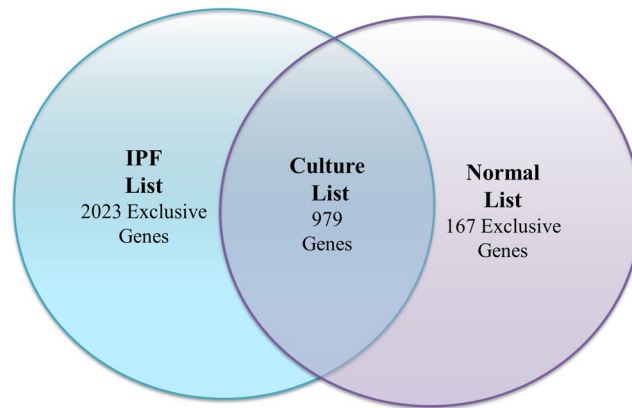 IPF
List
2023 Exclusive
Genes
Culture
List
979
Genes
Normal
List
167 Exclusive
Genes